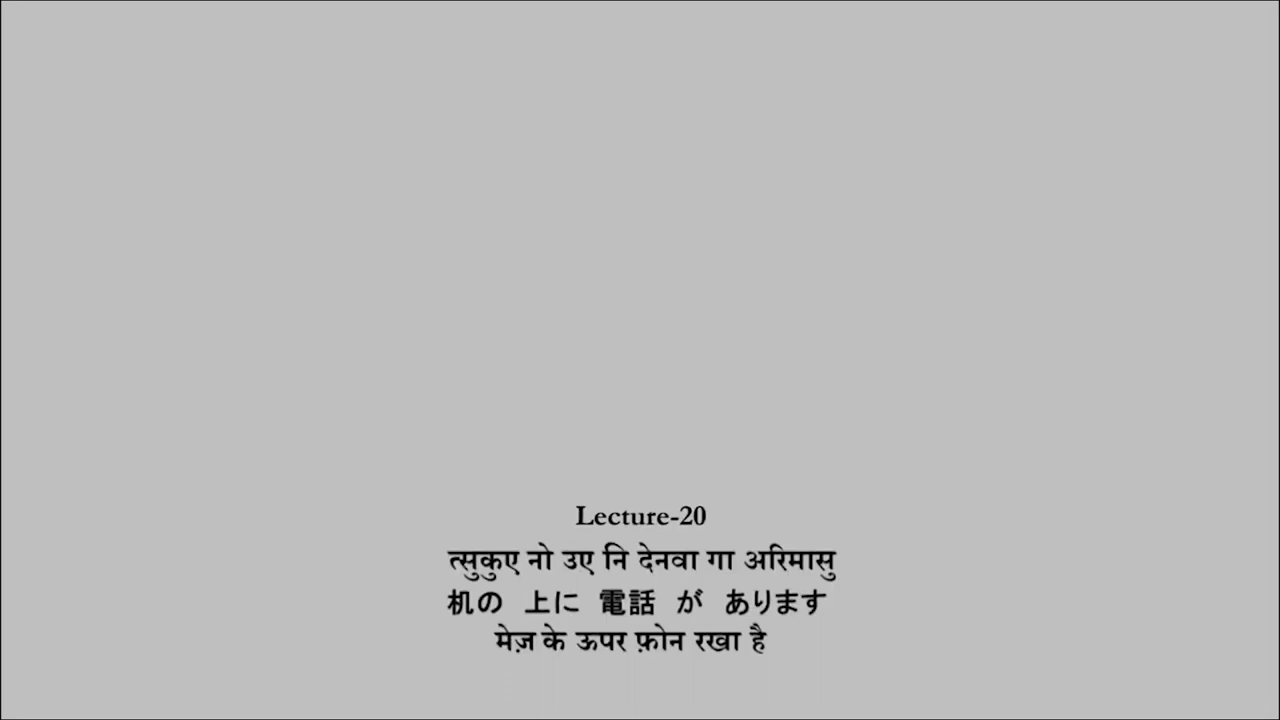 Lecture-20
त्सुकुए नो उए नि देनवा गा अरिमासु
机の 上に 電話 が あります
मेज़ के ऊपर फ़ोन रखा है